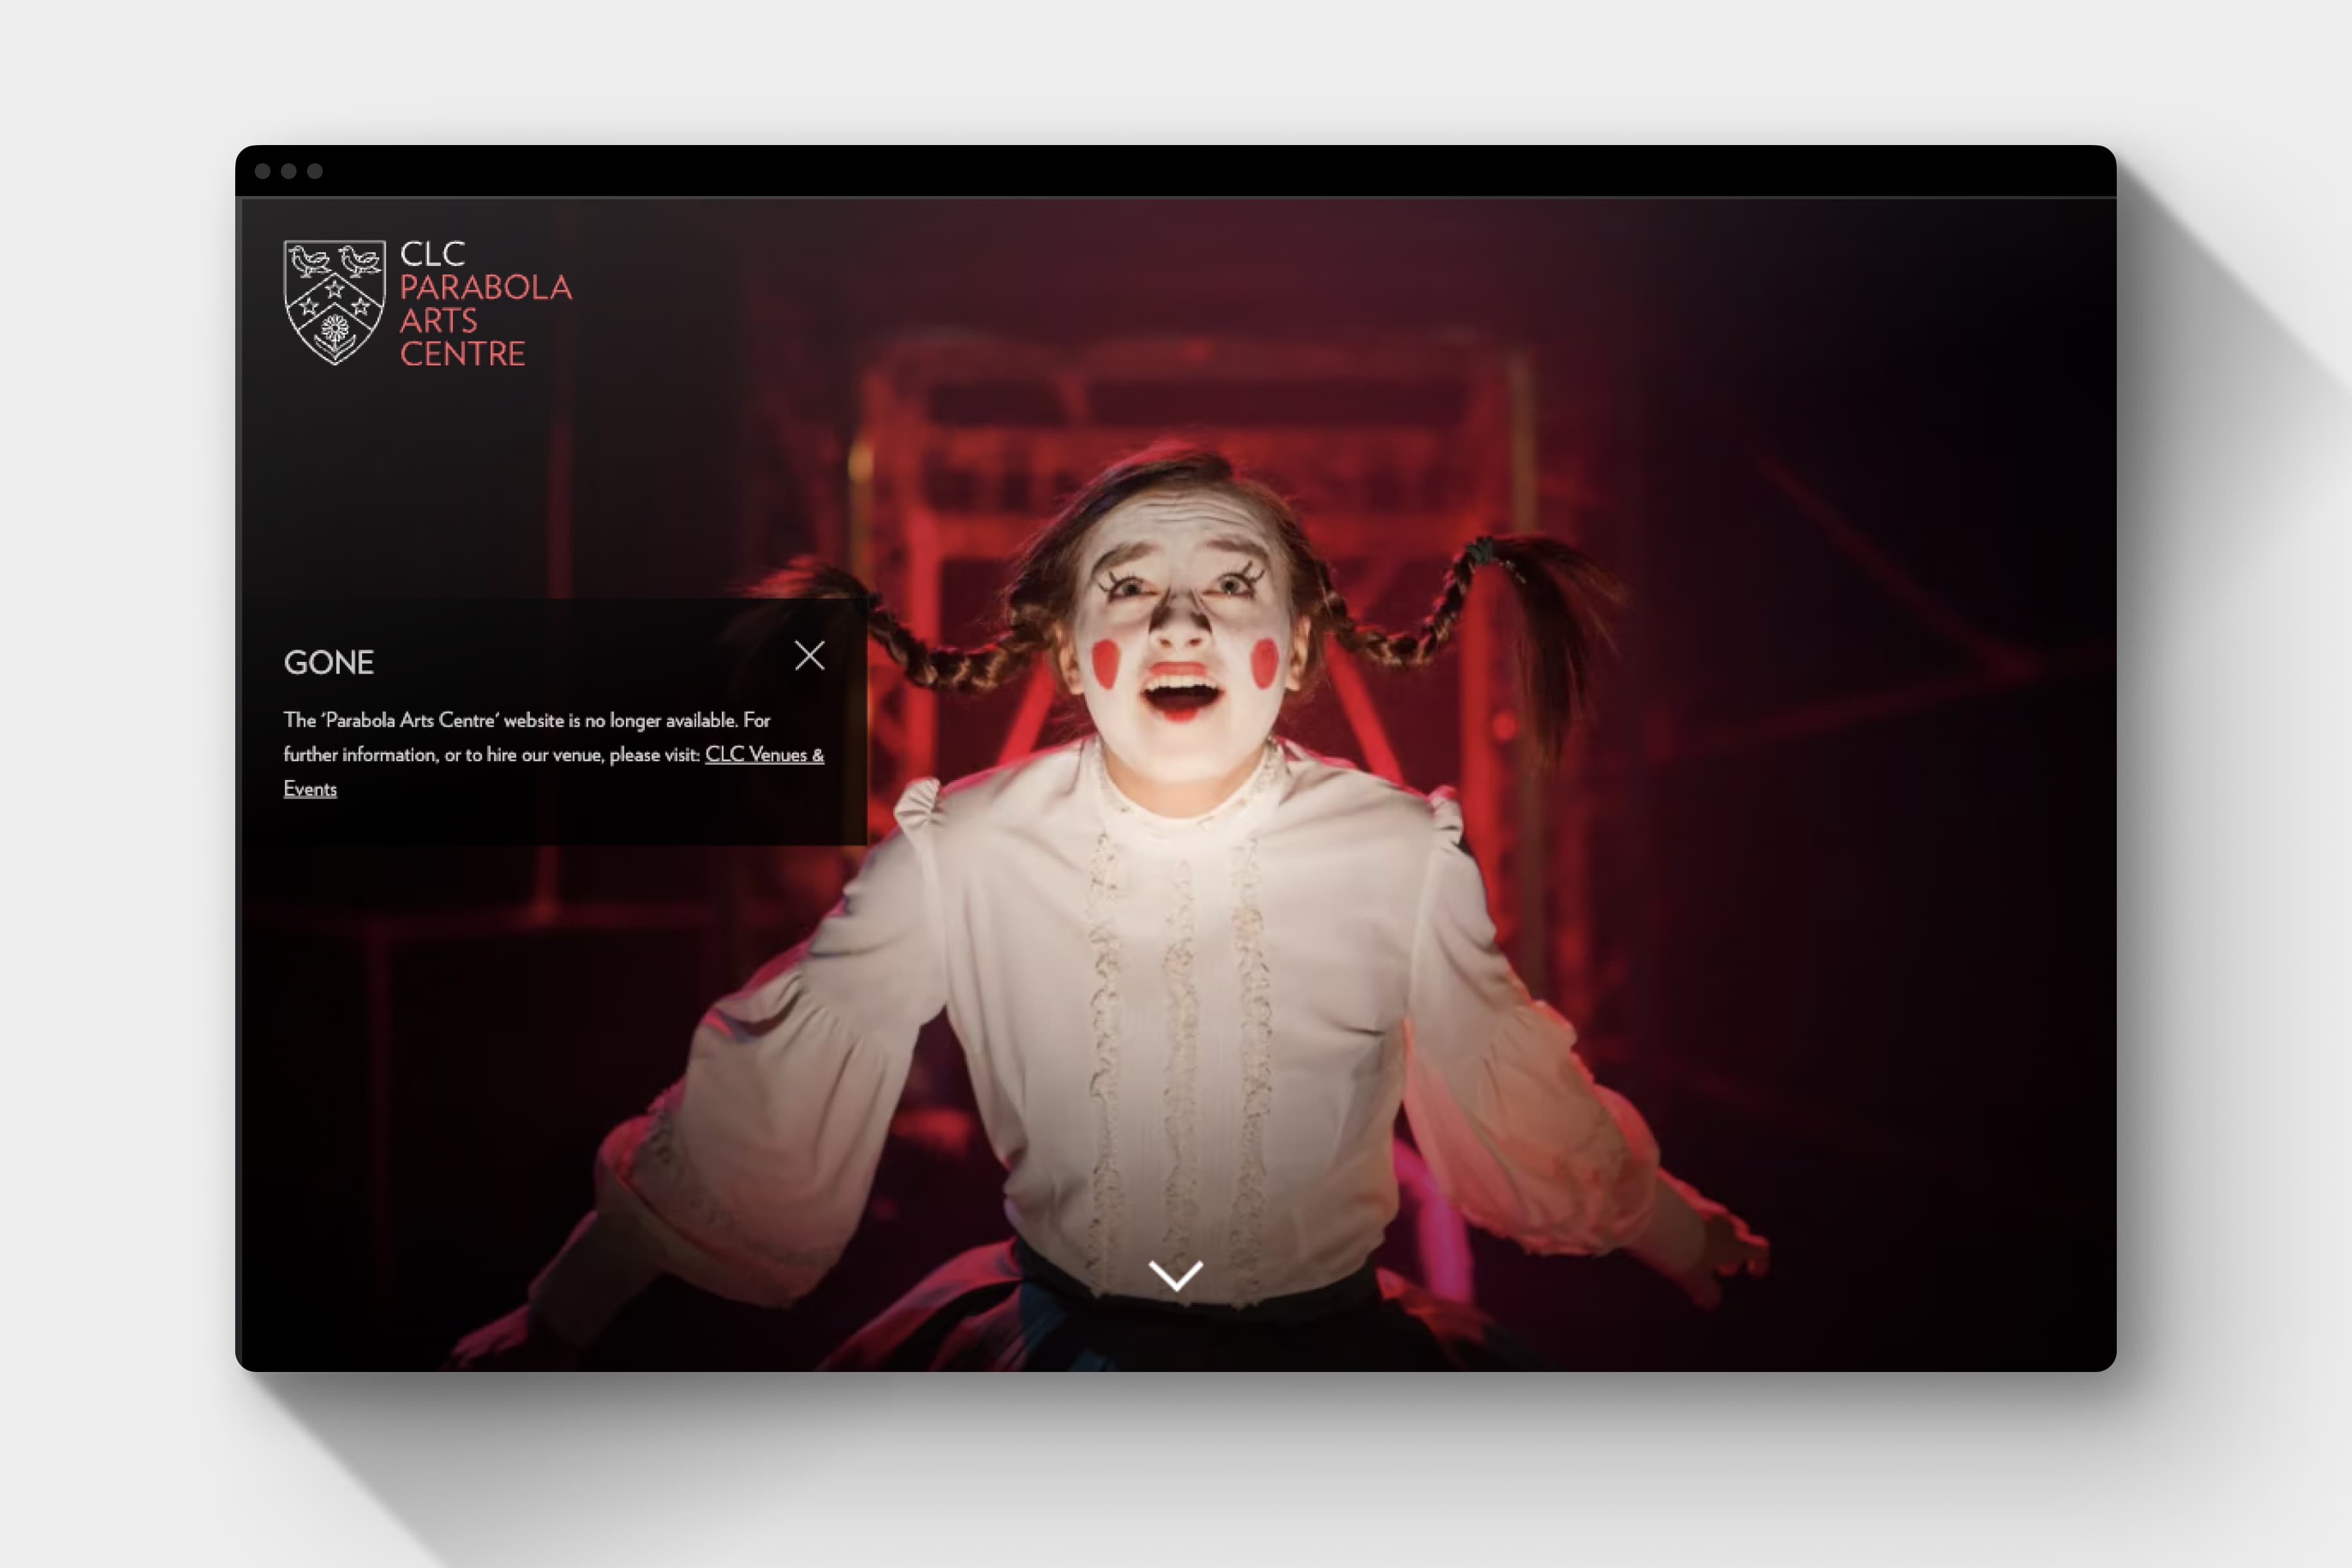 CLC
PARABOLA
ARTS
CENTRE
GONE
The 'Parabola Arts Centre' website is no longer available. For
further information, or to hire our venue, please visit: CLC Venues &
Events